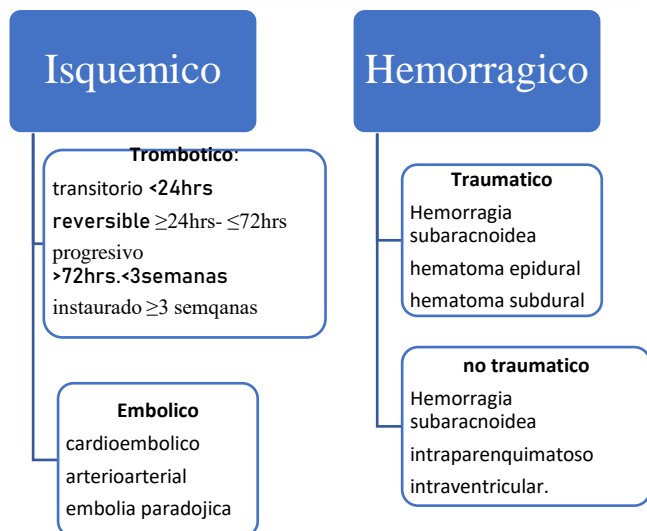 Isquemico
Trombotico:
transitorio <24hrs
reversible ≥24hrs- ≤72hrs
progresivo
>72hrs.<3semanas
instaurado ≥3 semqanas
Embolico
cardioembolico
arterioarterial
embolia paradojica
Hemorragico
Traumatico
Hemorragia
subaracnoidea
hematoma epidural
hematoma subdural
no traumatico
Hemorragia
subaracnoidea
intraparenquimatoso
intraventricular.